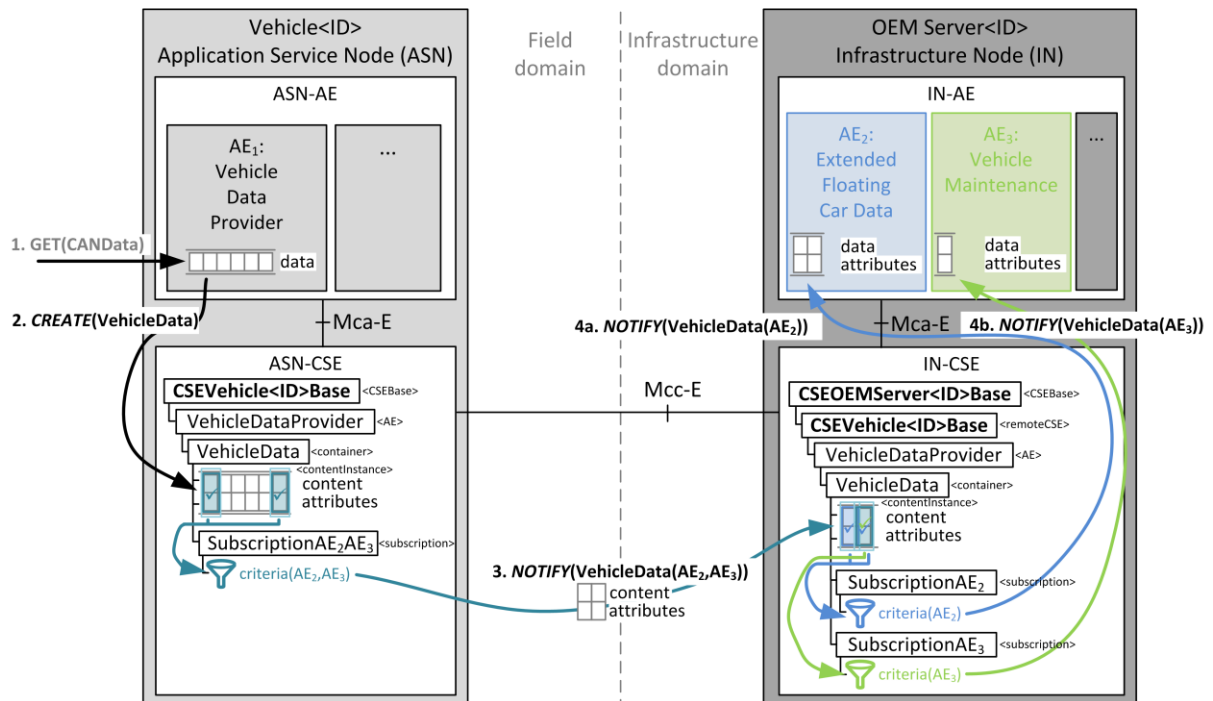 Vehicle<ID>
Application Service Node (ASN)
Field
domain
Infrastructure
domain
OEM Server<ID>
Infrastructure Node (IN)
ASN-AE
AE₁:
Vehicle
Data
Provider
...
1. GET(CANData)
data
IN-AE
AE₂:
Extended
Floating
Car Data
data
attributes
AE₃:
Vehicle
Maintenance
data
attributes
...
2. CREATE(VehicleData)
Mca-E
4a. NOTIFY(VehicleData(AE₂))
Mca-E
4b. NOTIFY(VehicleData(AE₃))
ASN-CSE
CSEVehicle<ID>Base <CSEBase>
VehicleDataProvider <AE>
VehicleData <container>
<contentInstance>
content
attributes
SubscriptionAE₂AE₃ <subscription>
criteria(AE₂,AE₃)
Mcc-E
3. NOTIFY(VehicleData(AE₂,AE₃))
content
attributes
IN-CSE
CSEOEMServer<ID>Base <CSEBase>
CSEVehicle<ID>Base <remoteCSE>
VehicleDataProvider <AE>
VehicleData <container>
<contentInstance>
content
attributes
SubscriptionAE₂ <subscription>
criteria(AE₂)
SubscriptionAE₃ <subscription>
criteria(AE₃)